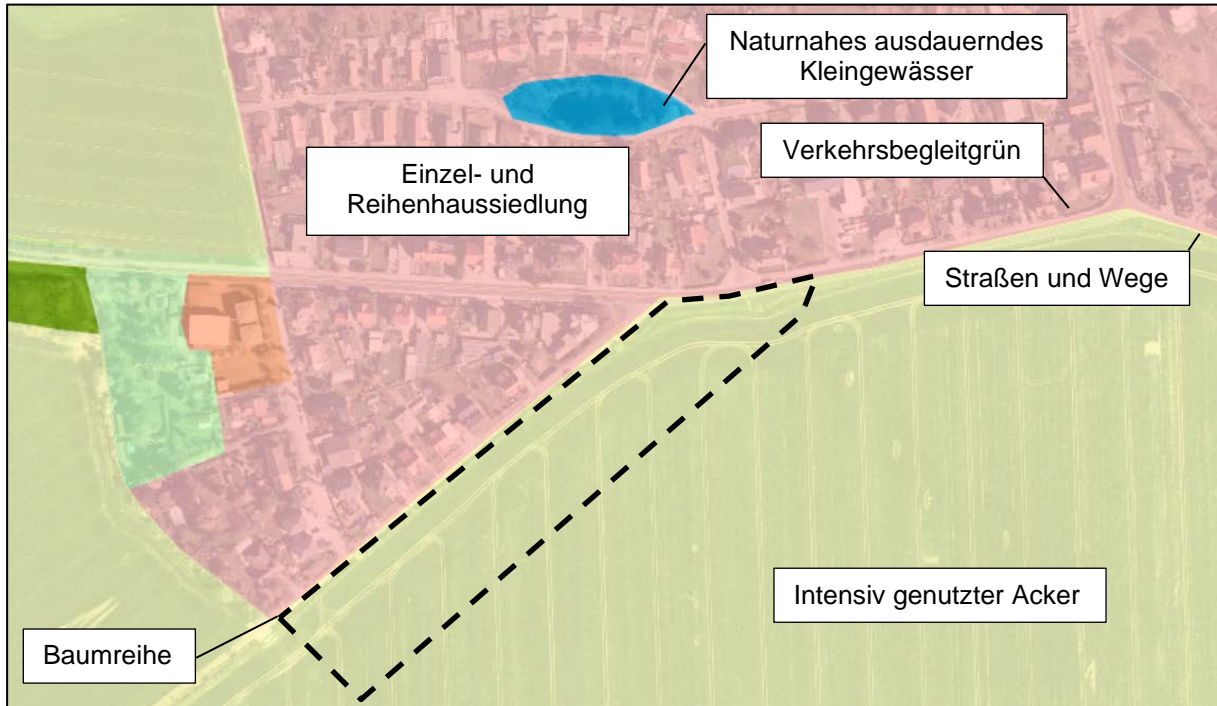 Naturnahes ausdauerndes
Kleingewässer
Verkehrsbegleitgrün
Einzel- und
Reihenhaussiedlung
Straßen und Wege
Intensiv genutzter Acker
Baumreihe